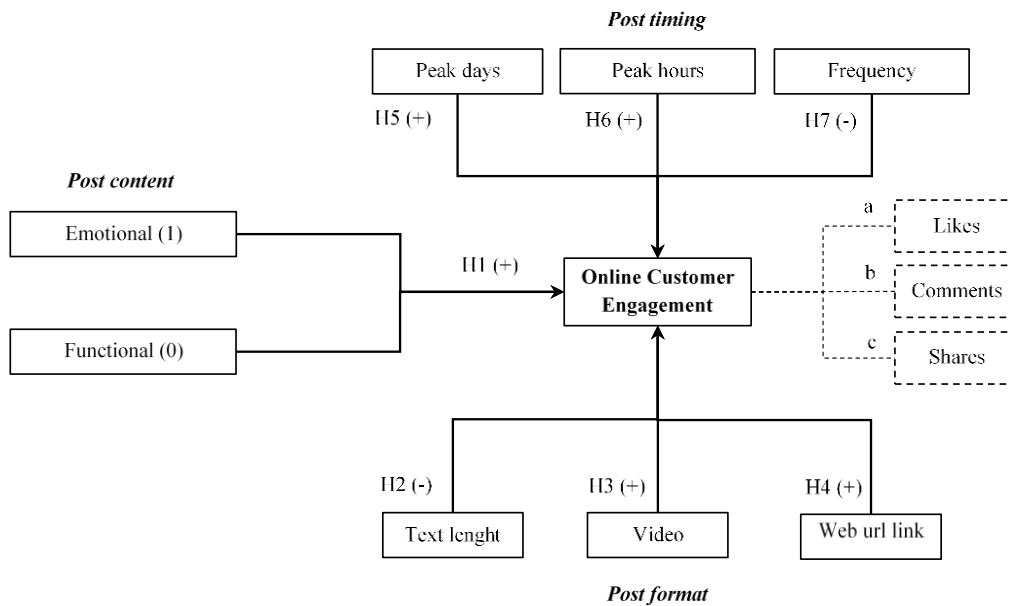 Post timing
Peak days
Peak hours
Frequency
H5 (+)
H6 (+)
H7 (-)
Post content
Emotional (1)
Functional (0)
H1 (+)
Online Customer
Engagement
a
Likes
b
Comments
c
Shares
H2 (-)
H3 (+)
H4 (+)
Text lenght
Video
Web url link
Post format